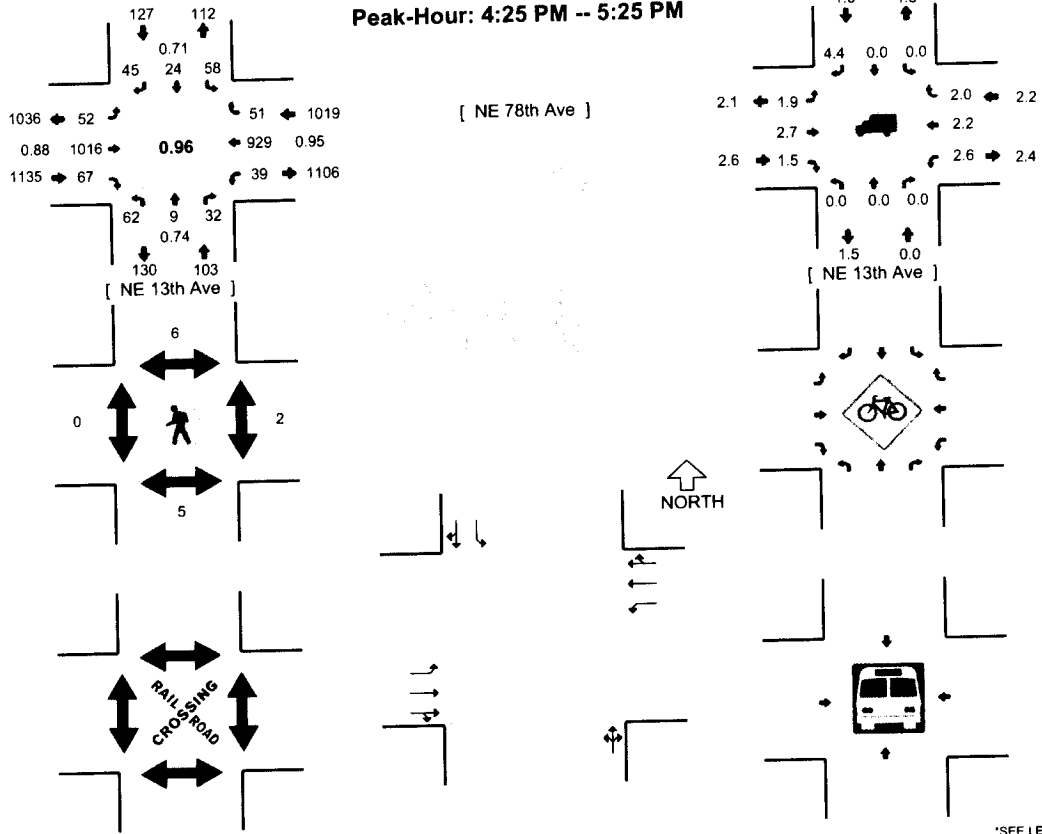 Peak-Hour: 4:25 PM -- 5:25 PM
127 112
0.71
45 24 58
1036 52 51 1019
0.88 1016 0.96 929 0.95
1135 67 39 1106
62 9 32
0.74
130 103
[ NE 13th Ave ]
[ NE 78th Ave ]
4.4 0.0 0.0
2.1 1.9 2.0 2.2
2.7 2.2
2.6 1.5 2.6 2.4
0.0 0.0 0.0
1.5 0.0
[ NE 13th Ave ]
6
0 2
5
NORTH
RAIL ROAD
CROSSING